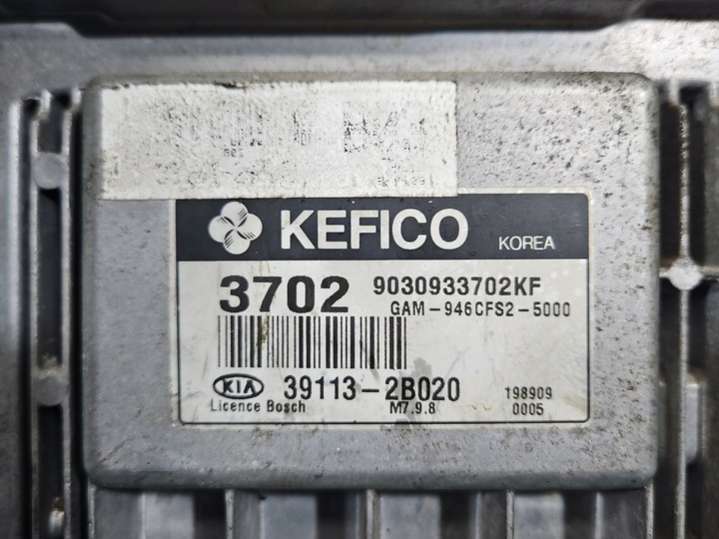 KEFICO KOREA
3702 9030933702KF
GAM-946CFS2-5000
KIA 39113-2B020 198909
Licence Bosch M7.9.8 0005